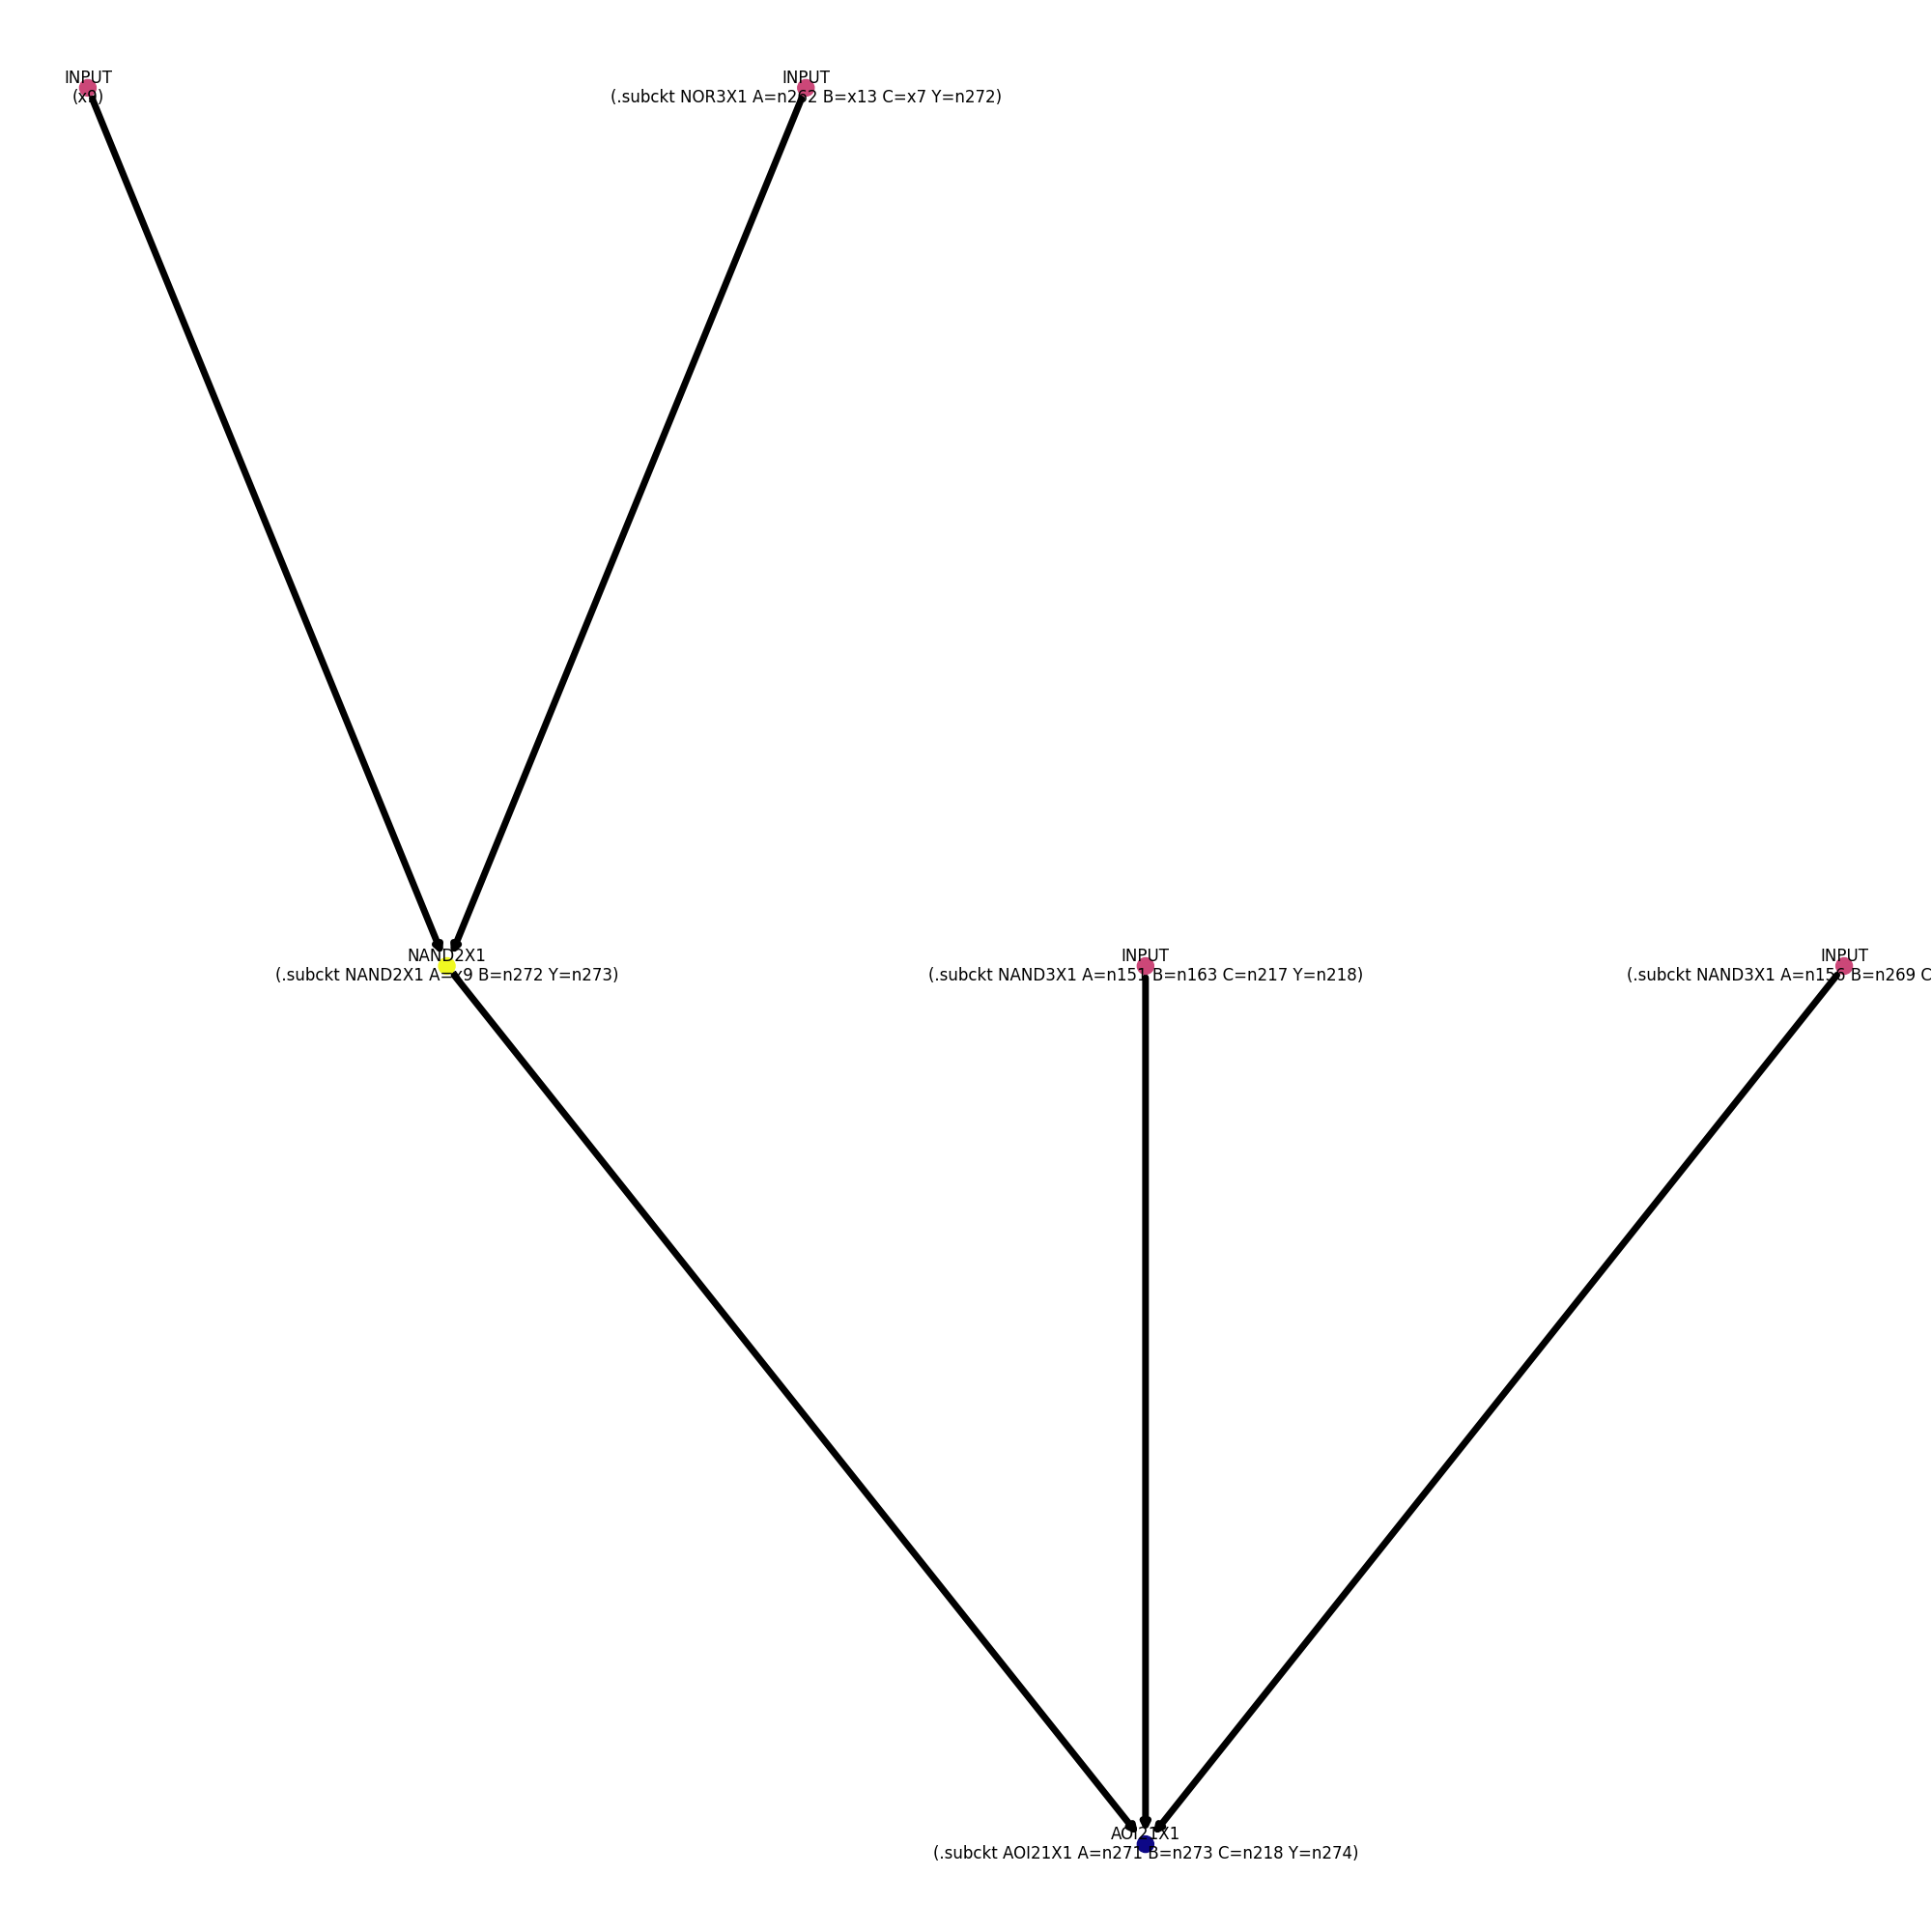 INPUT
(x9)
INPUT
(.subckt NOR3X1 A=n262 B=x13 C=x7 Y=n272)
NAND2X1
(.subckt NAND2X1 A=x9 B=n272 Y=n273)
INPUT
(.subckt NAND3X1 A=n151 B=n163 C=n217 Y=n218)
INPUT
(.subckt NAND3X1 A=n156 B=n269 C
AOI21X1
(.subckt AOI21X1 A=n271 B=n273 C=n218 Y=n274)